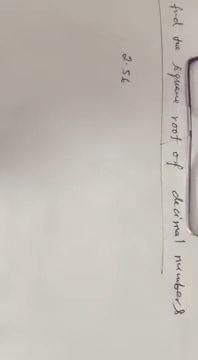 find the square root of decimal numbers
2.56